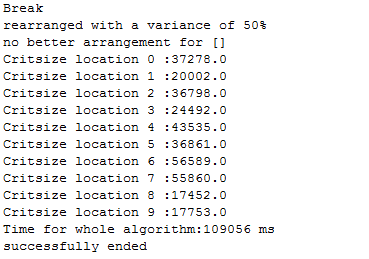 Break
rearranged with a variance of 50%
no better arrangement for []
Critsize location 0 :37278.0
Critsize location 1 :20002.0
Critsize location 2 :36798.0
Critsize location 3 :24492.0
Critsize location 4 :43535.0
Critsize location 5 :36861.0
Critsize location 6 :56589.0
Critsize location 7 :55860.0
Critsize location 8 :17452.0
Critsize location 9 :17753.0
Time for whole algorithm:109056 ms
successfully ended